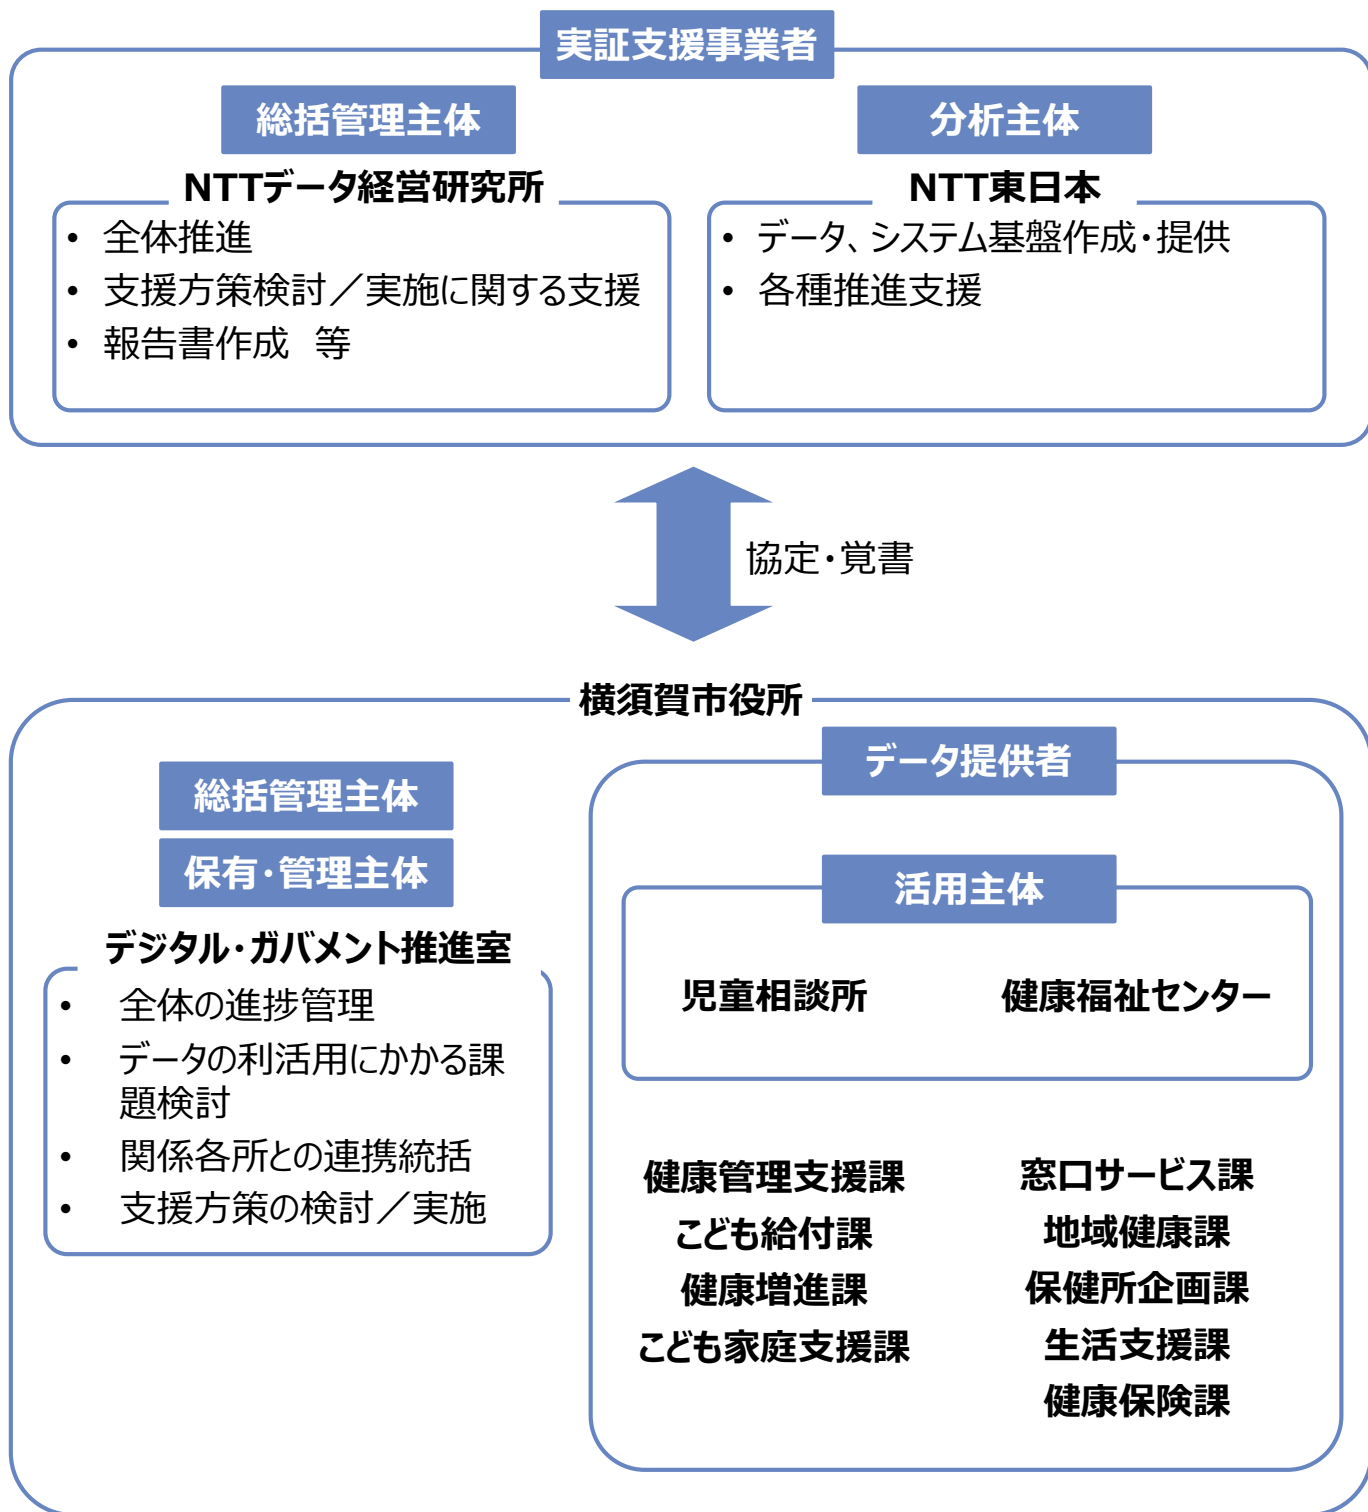 実証支援事業者
総括管理主体
NTTデータ経営研究所
• 全体推進
• 支援方策検討／実施に関する支援
• 報告書作成　等
分析主体
NTT東日本
• データ、システム基盤作成・提供
• 各種推進支援
協定・覚書
横須賀市役所
総括管理主体
保有・管理主体
デジタル・ガバメント推進室
• 全体の進捗管理
• データの利活用にかかる課
題検討
• 関係各所との連携統括
• 支援方策の検討／実施
データ提供者
活用主体
児童相談所
健康福祉センター
健康管理支援課
こども給付課
健康増進課
こども家庭支援課
窓口サービス課
地域健康課
保健所企画課
生活支援課
健康保険課